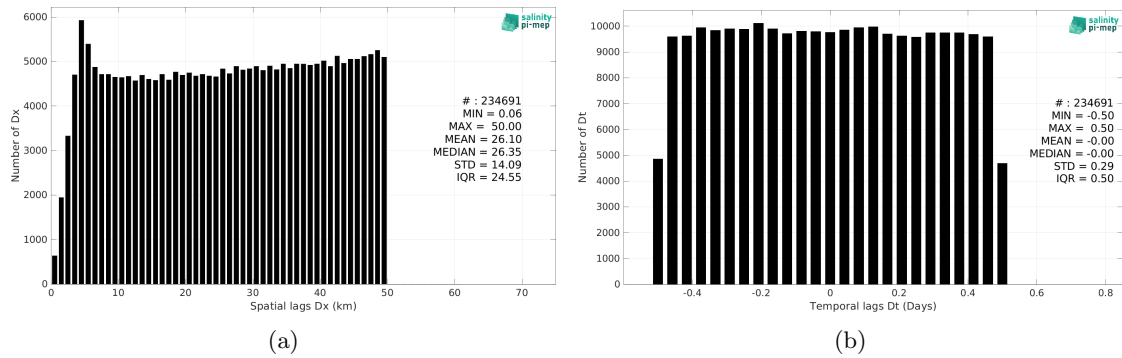 6000
5000
4000
3000
2000
1000
0
Number of Dx
salinity
pi-mep
# : 234691
MIN = 0.06
MAX = 50.00
MEAN = 26.10
MEDIAN = 26.35
STD = 14.09
IQR = 24.55
0 10 20 30 40 50 60 70
Spatial lags Dx (km)
(a)
10000
9000
8000
7000
6000
5000
4000
3000
2000
1000
0
Number of Dt
salinity
pi-mep
# : 234691
MIN = -0.50
MAX = 0.50
MEAN = -0.00
MEDIAN = -0.00
STD = 0.29
IQR = 0.50
-0.4 -0.2 0 0.2 0.4 0.6 0.8
Temporal lags Dt (Days)
(b)